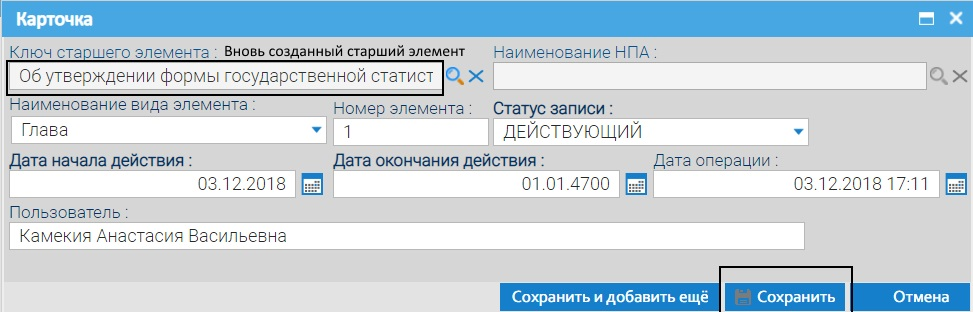 Карточка
Ключ старшего элемента : Вновь созданный старший элемент Наименование НПА :
Об утверждении формы государственной статист
Наименование вида элемента : Номер элемента : Статус записи :
Глава 1 ДЕЙСТВУЮЩИЙ
Дата начала действия : Дата окончания действия : Дата операции :
03.12.2018 01.01.4700 03.12.2018 17:11
Пользователь :
Камекия Анастасия Васильевна
Сохранить и добавить ещё Сохранить Отмена